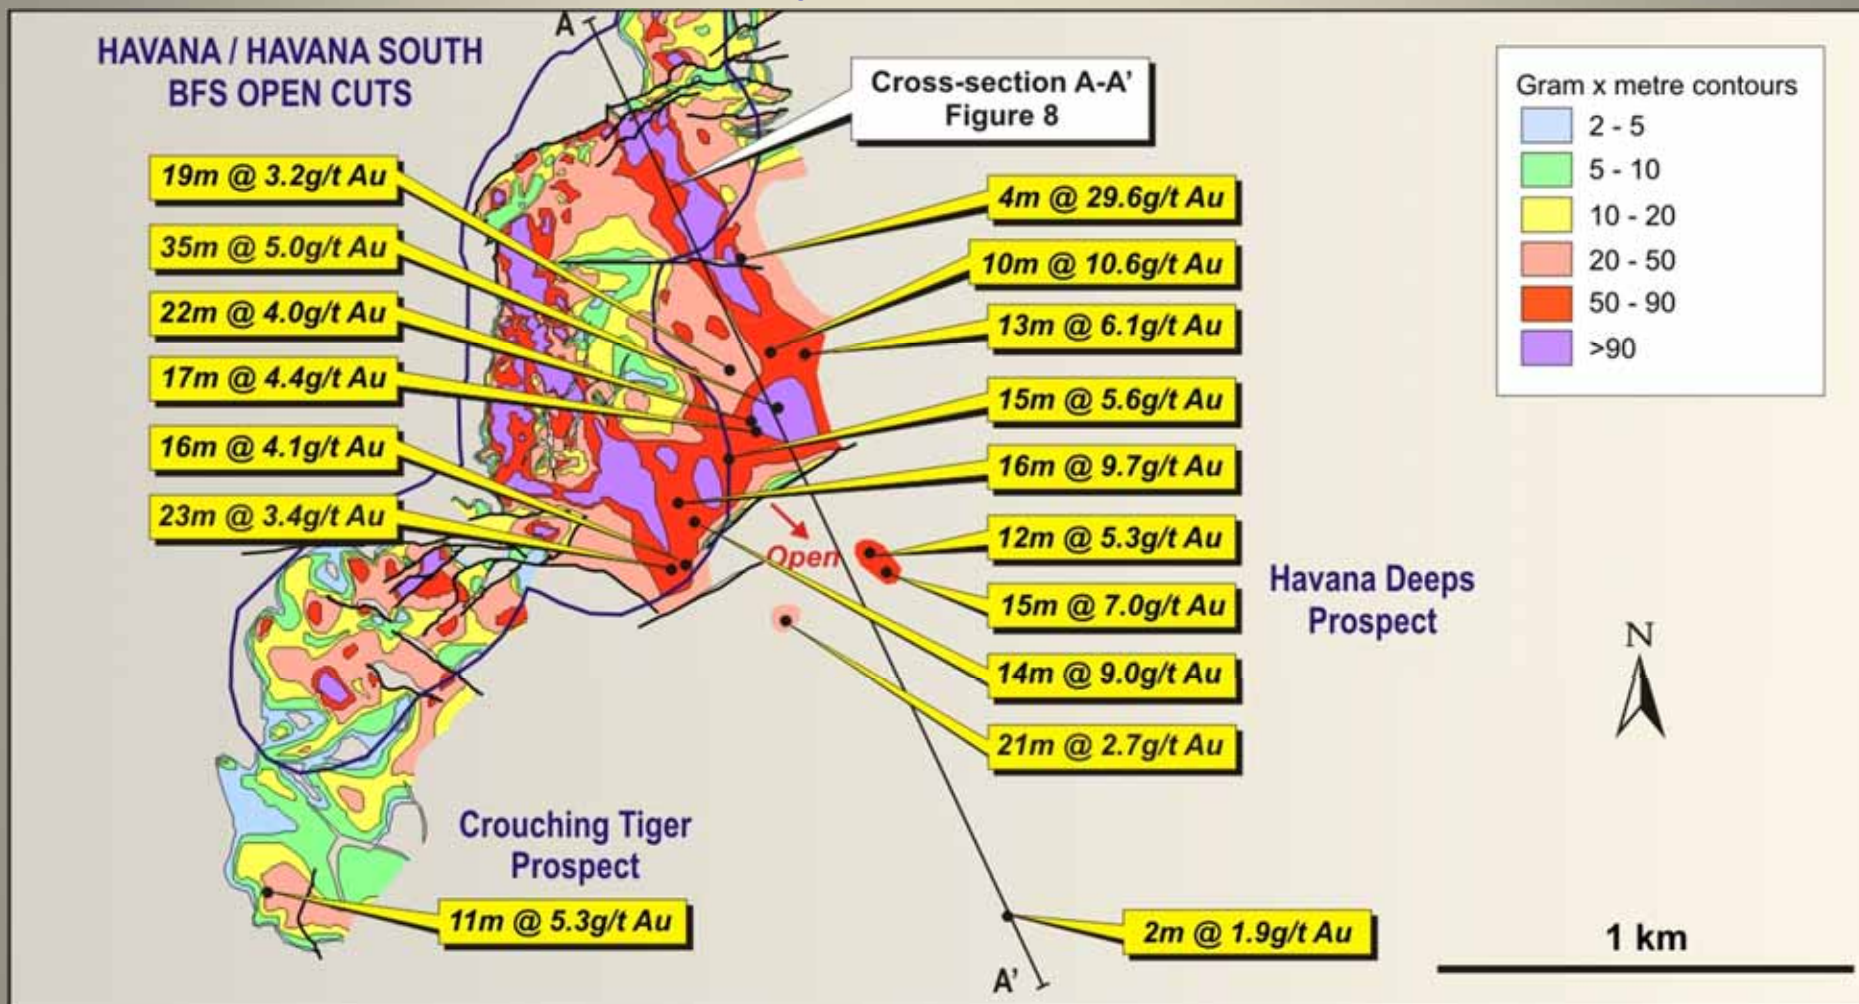 A
HAVANA / HAVANA SOUTH
BFS OPEN CUTS
Cross-section A-A'
Figure 8
Gram x metre contours
2 - 5
5 - 10
10 - 20
20 - 50
50 - 90
>90
19m @ 3.2g/t Au
35m @ 5.0g/t Au
22m @ 4.0g/t Au
17m @ 4.4g/t Au
16m @ 4.1g/t Au
23m @ 3.4g/t Au
4m @ 29.6g/t Au
10m @ 10.6g/t Au
13m @ 6.1g/t Au
15m @ 5.6g/t Au
16m @ 9.7g/t Au
12m @ 5.3g/t Au
15m @ 7.0g/t Au
14m @ 9.0g/t Au
21m @ 2.7g/t Au
Open
Havana Deeps
Prospect
N
Crouching Tiger
Prospect
11m @ 5.3g/t Au
2m @ 1.9g/t Au
1 km
A'